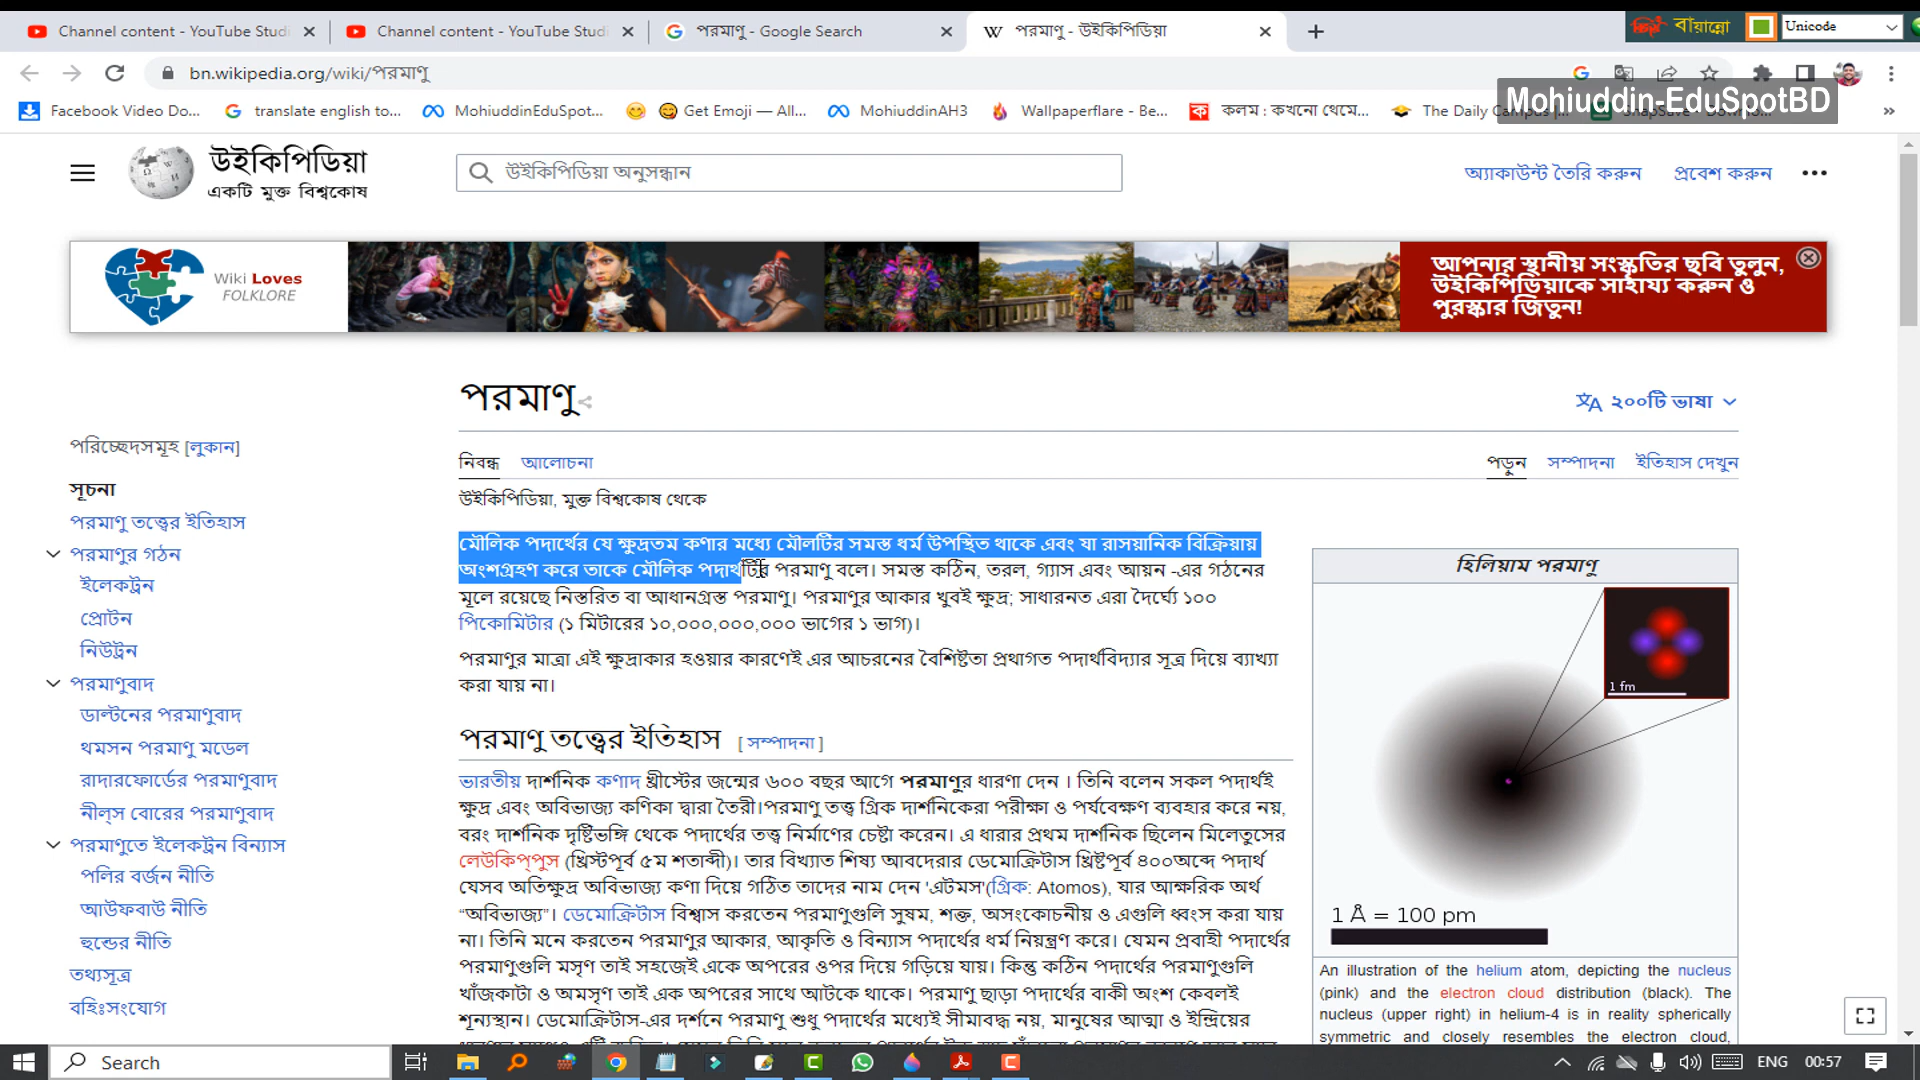 Channel content - YouTube Studi
Channel content - YouTube Studi
পরমাণু - Google Search
পরমাণু - উইকিপিডিয়া
বায়ান্নো
Unicode
bn.wikipedia.org/wiki/পরমাণু
Mohiuddin-EduSpotBD
Facebook Video Do...
translate english to...
MohiuddinEduSpot...
Get Emoji — All...
MohiuddinAH3
Wallpaperflare - Be...
কলম : কখনো থেমে...
The Daily Campus |...
উইকিপিডিয়া
একটি মুক্ত বিশ্বকোষ
উইকিপিডিয়া অনুসন্ধান
অ্যাকাউন্ট তৈরি করুন
প্রবেশ করুন
Wiki Loves
FOLKLORE
আপনার স্থানীয় সংস্কৃতির ছবি তুলুন,
উইকিপিডিয়াকে সাহায্য করুন ও
পুরস্কার জিতুন!
পরমাণু
২০০টি ভাষা
পরিচ্ছেদসমূহ [লুকান]
সূচনা
পরমাণু তত্ত্বের ইতিহাস
পরমাণুর গঠন
ইলেকট্রন
প্রোটন
নিউট্রন
পরমাণুবাদ
ডাল্টনের পরমাণুবাদ
থমসন পরমাণু মডেল
রাদারফোর্ডের পরমাণুবাদ
নীল্স বোরের পরমাণুবাদ
পরমাণুতে ইলেকট্রন বিন্যাস
পলির বর্জন নীতি
আউফবাউ নীতি
হুন্ডের নীতি
তথ্যসূত্র
বহিঃসংযোগ
নিবন্ধ আলোচনা
পড়ুন সম্পাদনা ইতিহাস দেখুন
উইকিপিডিয়া, মুক্ত বিশ্বকোষ থেকে
মৌলিক পদার্থের যে ক্ষুদ্রতম কণার মধ্যে মৌলটির সমস্ত ধর্ম উপস্থিত থাকে এবং যা রাসয়ানিক বিক্রিয়ায়
অংশগ্রহণ করে তাকে মৌলিক পদার্থটির পরমাণু বলে। সমস্ত কঠিন, তরল, গ্যাস এবং আয়ন -এর গঠনের
মূলে রয়েছে নিস্তরিত বা আধানগ্রস্ত পরমাণু। পরমাণুর আকার খুবই ক্ষুদ্র; সাধারনত এরা দৈর্ঘ্যে ১০০
পিকোমিটার (১ মিটারের ১০,০০০,০০০,০০০ ভাগের ১ ভাগ)।
পরমাণুর মাত্রা এই ক্ষুদ্রাকার হওয়ার কারণেই এর আচরনের বৈশিষ্টতা প্রথাগত পদার্থবিদ্যার সূত্র দিয়ে ব্যাখ্যা
করা যায় না।
পরমাণু তত্ত্বের ইতিহাস [ সম্পাদনা ]
ভারতীয় দার্শনিক কণাদ খ্রীস্টের জন্মের ৬০০ বছর আগে পরমাণুর ধারণা দেন । তিনি বলেন সকল পদার্থই
ক্ষুদ্র এবং অবিভাজ্য কণিকা দ্বারা তৈরী।পরমাণু তত্ত্ব গ্রিক দার্শনিকেরা পরীক্ষা ও পর্যবেক্ষণ ব্যবহার করে নয়,
বরং দার্শনিক দৃষ্টিভঙ্গি থেকে পদার্থের তত্ত্ব নির্মাণের চেষ্টা করেন। এ ধারার প্রথম দার্শনিক ছিলেন মিলেতুসের
লেউকিপ্পুস (খ্রিস্টপূর্ব ৫ম শতাব্দী)। তার বিখ্যাত শিষ্য আবদেরার ডেমোক্রিটাস খ্রিষ্টপূর্ব ৪০০অব্দে পদার্থ
যেসব অতিক্ষুদ্র অবিভাজ্য কণা দিয়ে গঠিত তাদের নাম দেন 'এটমস'(গ্রিক: Atomos), যার আক্ষরিক অর্থ
“অবিভাজ্য”। ডেমোক্রিটাস বিশ্বাস করতেন পরমাণুগুলি সুষম, শক্ত, অসংকোচনীয় ও এগুলি ধ্বংস করা যায়
না। তিনি মনে করতেন পরমাণুর আকার, আকৃতি ও বিন্যাস পদার্থের ধর্ম নিয়ন্ত্রণ করে। যেমন প্রবাহী পদার্থের
পরমাণুগুলি মসৃণ তাই সহজেই একে অপরের ওপর দিয়ে গড়িয়ে যায়। কিন্তু কঠিন পদার্থের পরমাণুগুলি
খাঁজকাটা ও অমসৃণ তাই এক অপরের সাথে আটকে থাকে। পরমাণু ছাড়া পদার্থের বাকী অংশ কেবলই
শূন্যস্থান। ডেমোক্রিটাস-এর দর্শনে পরমাণু শুধু পদার্থের মধ্যেই সীমাবদ্ধ নয়, মানুষের আত্মা ও ইন্দ্রিয়ের
হিলিয়াম পরমাণু
1 fm
1 Å = 100 pm
An illustration of the helium atom, depicting the nucleus
(pink) and the electron cloud distribution (black). The
nucleus (upper right) in helium-4 is in reality spherically
symmetric and closely resembles the electron cloud,
Search
ENG 00:57